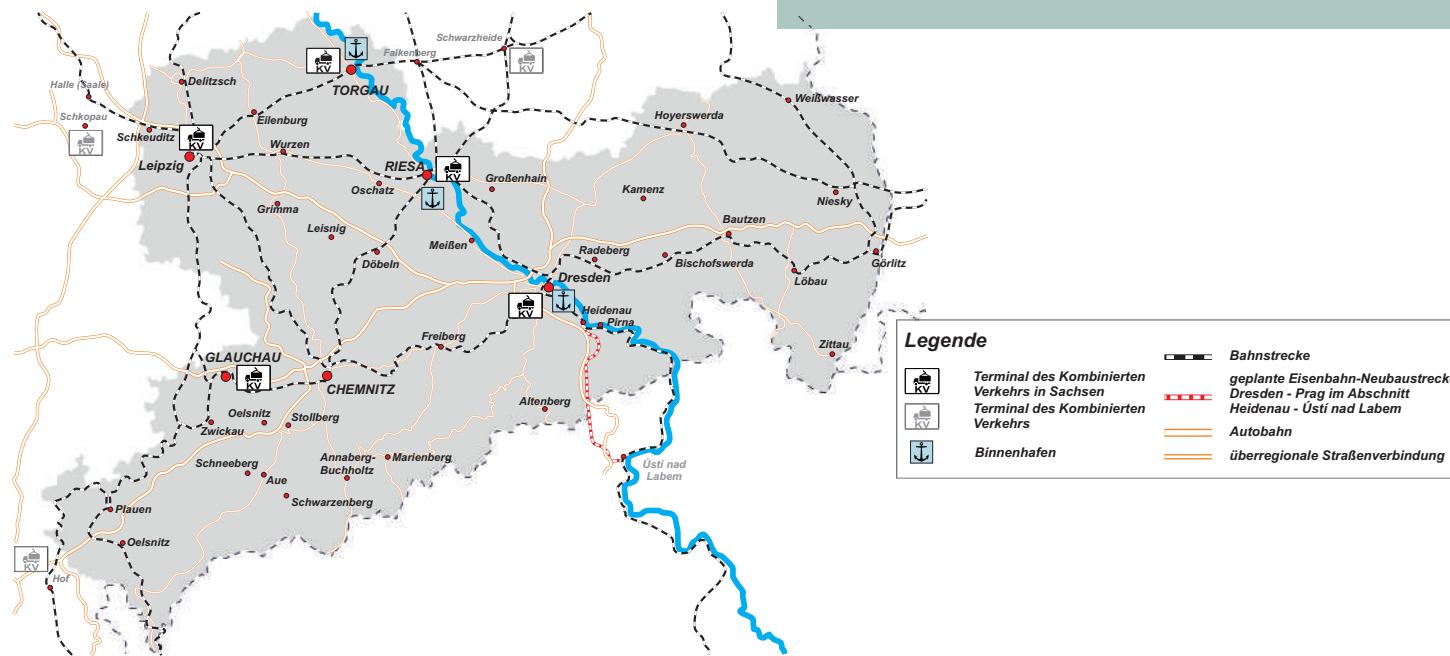 Schwarzheide
Falkenberg
KV
KV
TORGAU
Delitzsch
Halle (Saale)
Weißwasser
Eilenburg
Hoyerswerda
Schkopau
KV
Schkeuditz
KV
Wurzen
Leipzig
RIESA
KV
Oschatz
Großenhain
Kamenz
Niesky
Grimma
Leisnig
Bautzen
Meißen
Döbeln
Radeberg
Bischofswerda
Görlitz
Löbau
Dresden
KV
Heidenau
Pirna
Freiberg
Zittau
GLAUCHAU
KV
CHEMNITZ
Altenberg
Oelsnitz
Stollberg
Zwickau
Annaberg-
Buchholtz
Marienberg
Schneeberg
Aue
Schwarzenberg
Ústí nad
Labem
Plauen
Oelsnitz
KV
Hof
Legende
KV
Terminal des Kombinierten
Verkehrs in Sachsen
KV
Terminal des Kombinierten
Verkehrs
Binnenhafen
Bahnstrecke
geplante Eisenbahn-Neubaustrecke
Dresden - Prag im Abschnitt
Heidenau - Ústí nad Labem
Autobahn
überregionale Straßenverbindung